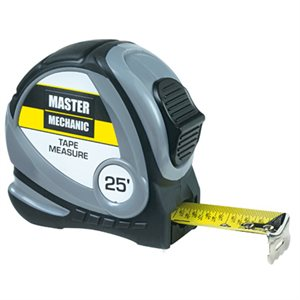 MASTER
MECHANIC
TAPE
MEASURE
25'